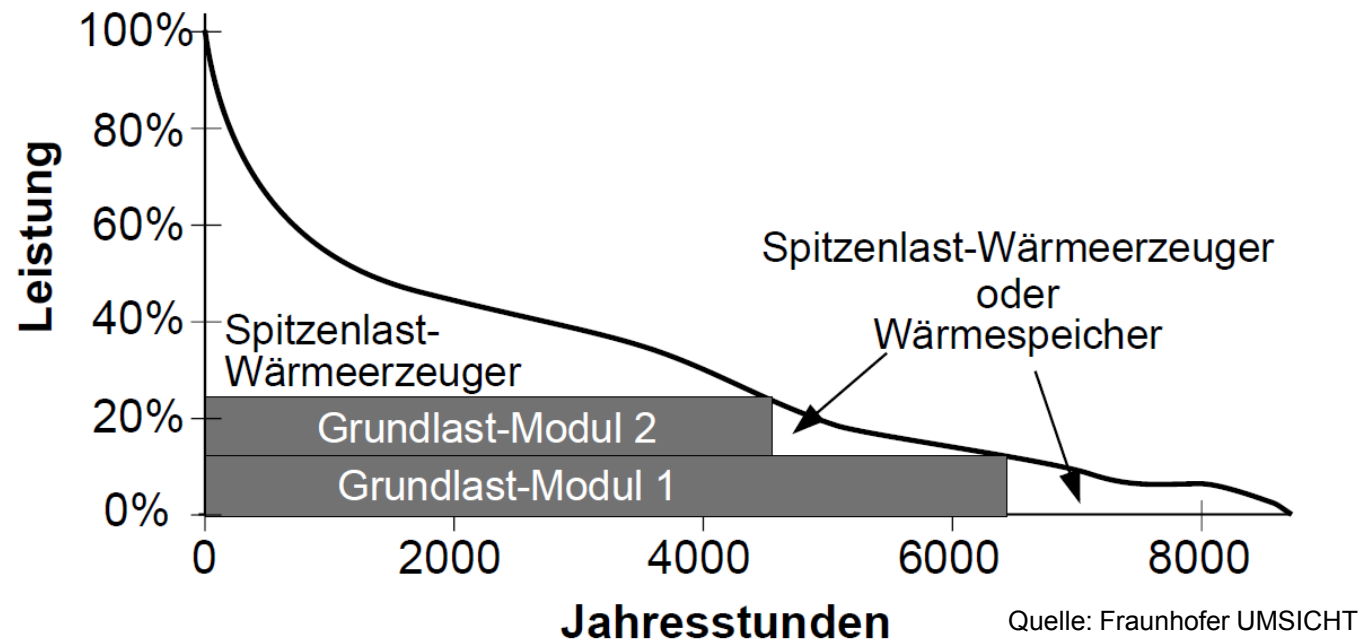 100%
80%
60%
40%
20%
0%
Leistung
Spitzenlast-Wärmeerzeuger
oder
Wärmespeicher
Spitzenlast-
Wärmeerzeuger
Grundlast-Modul 2
Grundlast-Modul 1
0 2000 4000 6000 8000
Jahresstunden
Quelle: Fraunhofer UMSICHT